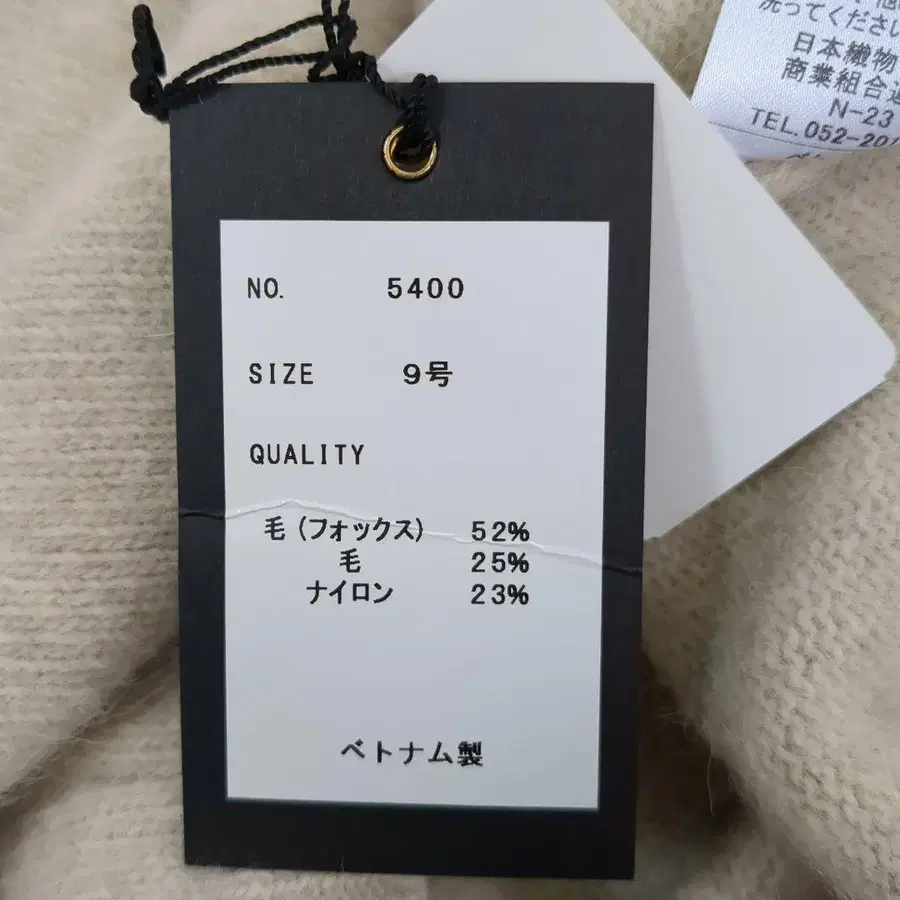 洗ってください
日本織物
商業組合
N-23
TEL.052-20
NO. 5400
SIZE 9号
QUALITY
毛(フォックス) 52%
毛 25%
ナイロン 23%
ベトナム製